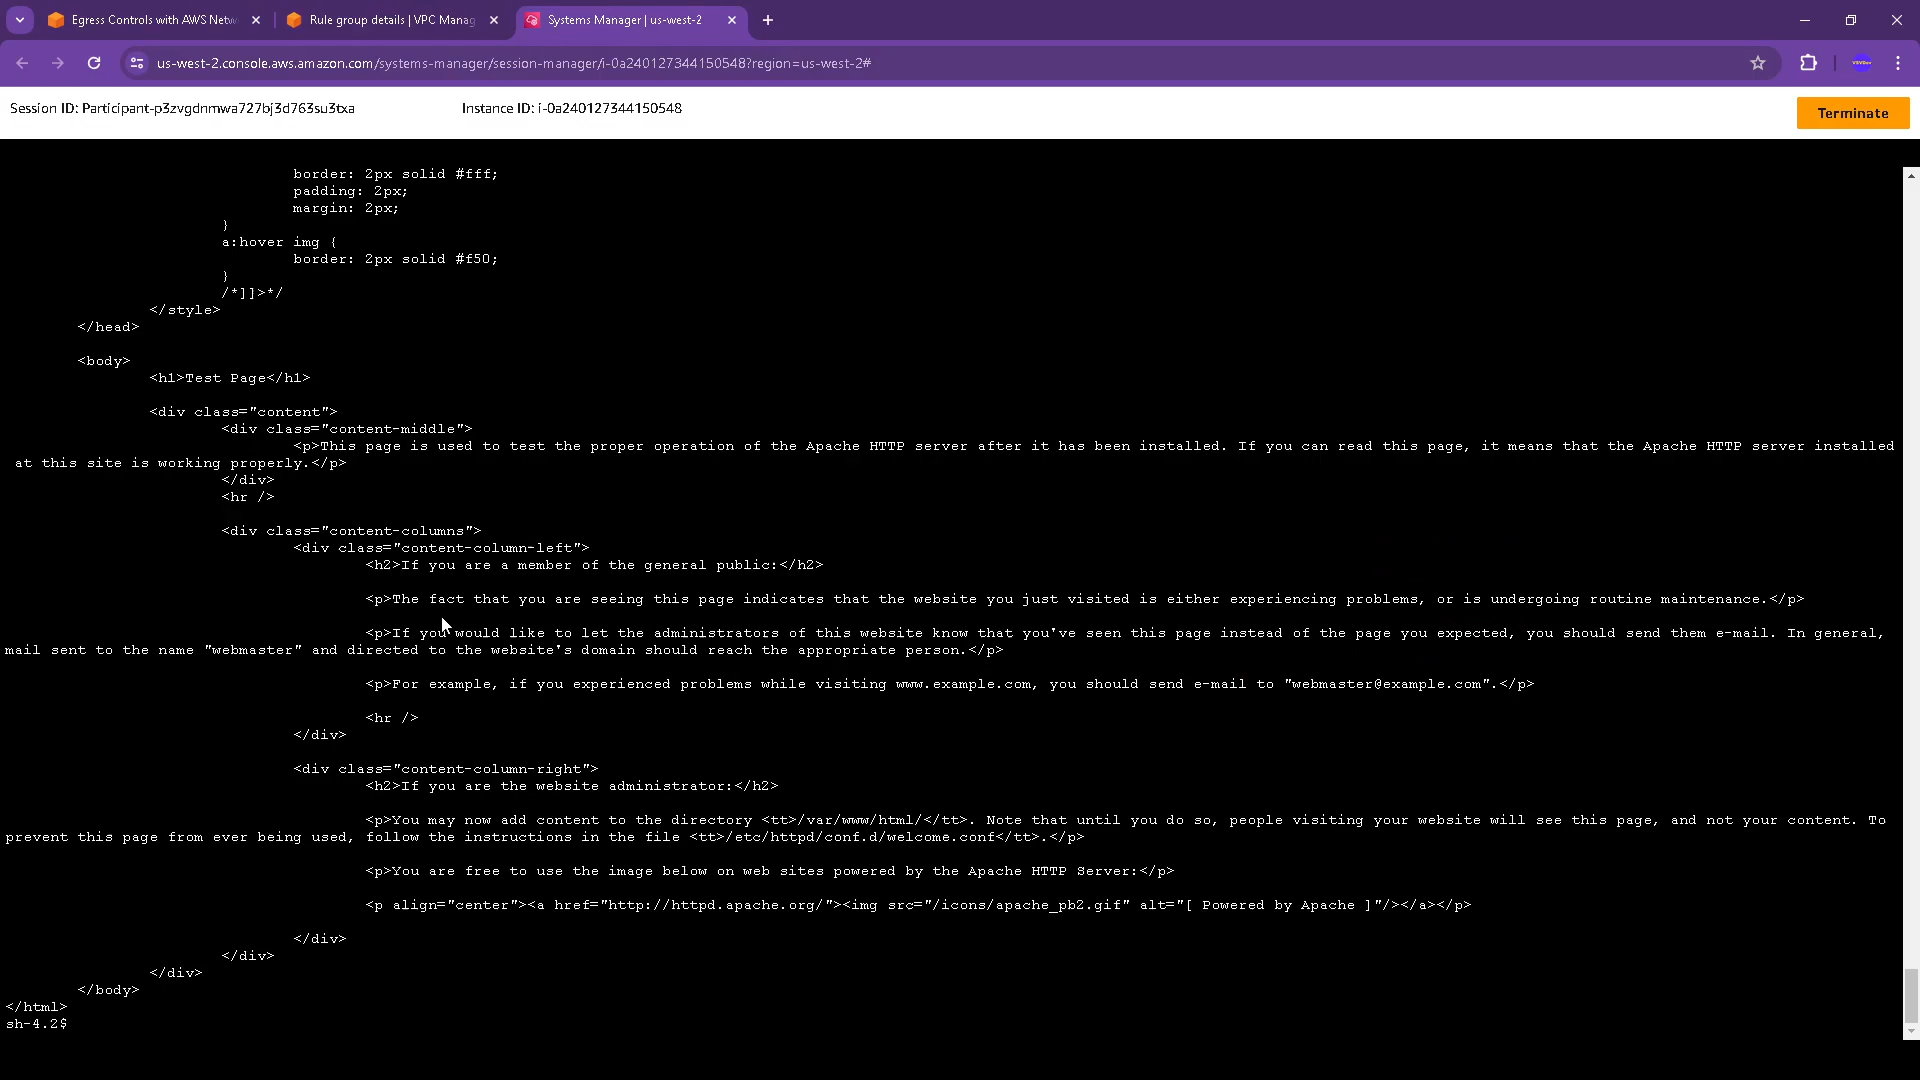 Egress Controls with AWS Netw
Rule group details | VPC Manag
Systems Manager | us-west-2
us-west-2.console.aws.amazon.com/systems-manager/session-manager/i-0a240127344150548?region=us-west-2#
Session ID: Participant-p3zvgdnmwa727bj3d763su3txa
Instance ID: i-0a240127344150548
Terminate
border: 2px solid #fff;
padding: 2px;
margin: 2px;
}
a:hover img {
border: 2px solid #f50;
}
/*]]>*/
</style>
</head>
<body>
<h1>Test Page</h1>
<div class="content">
<div class="content-middle">
<p>This page is used to test the proper operation of the Apache HTTP server after it has been installed. If you can read this page, it means that the Apache HTTP server installed
at this site is working properly.</p>
</div>
<hr />
<div class="content-columns">
<div class="content-column-left">
<h2>If you are a member of the general public:</h2>
<p>The fact that you are seeing this page indicates that the website you just visited is either experiencing problems, or is undergoing routine maintenance.</p>
<p>If you would like to let the administrators of this website know that you've seen this page instead of the page you expected, you should send them e-mail. In general,
mail sent to the name "webmaster" and directed to the website's domain should reach the appropriate person.</p>
<p>For example, if you experienced problems while visiting www.example.com, you should send e-mail to "webmaster@example.com".</p>
<hr />
</div>
<div class="content-column-right">
<h2>If you are the website administrator:</h2>
<p>You may now add content to the directory <tt>/var/www/html/</tt>. Note that until you do so, people visiting your website will see this page, and not your content. To
prevent this page from ever being used, follow the instructions in the file <tt>/etc/httpd/conf.d/welcome.conf</tt>.</p>
<p>You are free to use the image below on web sites powered by the Apache HTTP Server:</p>
<p align="center"><a href="http://httpd.apache.org/"><img src="/icons/apache_pb2.gif" alt="[ Powered by Apache ]"/></a></p>
</div>
</div>
</div>
</body>
</html>
sh-4.2$